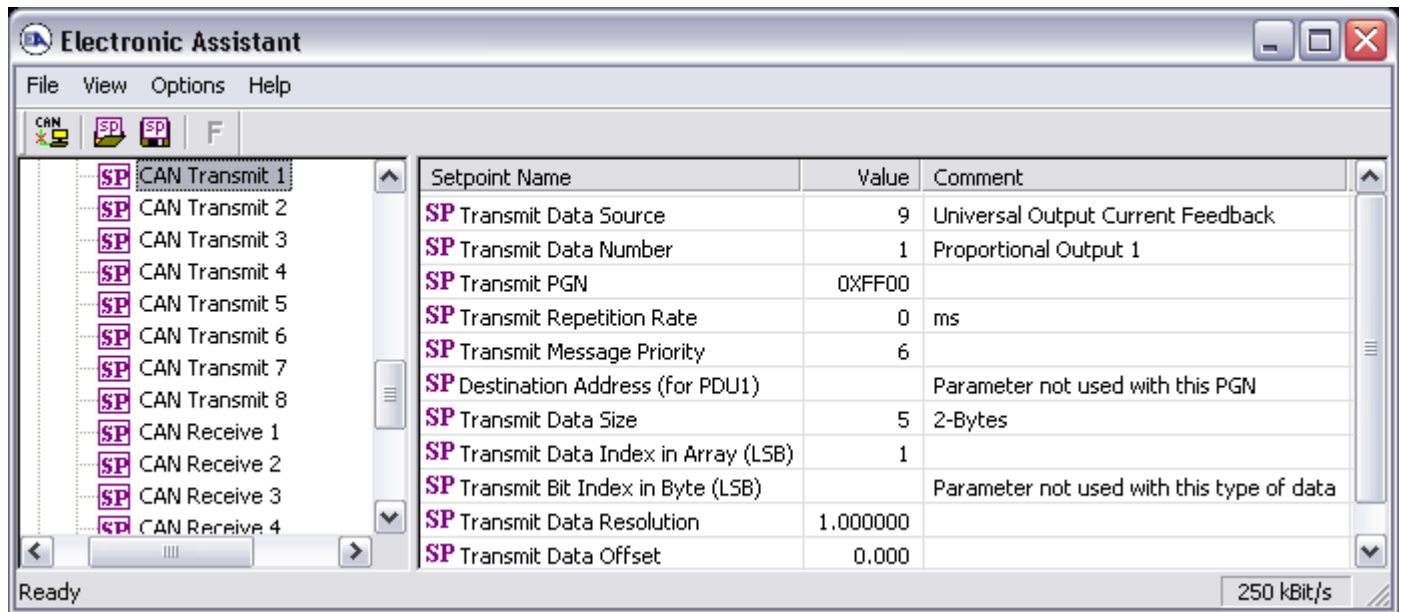 Electronic Assistant
File View Options Help
CAN SP SP F
SP CAN Transmit 1
SP CAN Transmit 2
SP CAN Transmit 3
SP CAN Transmit 4
SP CAN Transmit 5
SP CAN Transmit 6
SP CAN Transmit 7
SP CAN Transmit 8
SP CAN Receive 1
SP CAN Receive 2
SP CAN Receive 3
SP CAN Receive 4
Setpoint Name Value Comment
SP Transmit Data Source 9 Universal Output Current Feedback
SP Transmit Data Number 1 Proportional Output 1
SP Transmit PGN 0XFF00
SP Transmit Repetition Rate 0 ms
SP Transmit Message Priority 6
SP Destination Address (for PDU1) Parameter not used with this PGN
SP Transmit Data Size 5 2-Bytes
SP Transmit Data Index in Array (LSB) 1
SP Transmit Bit Index in Byte (LSB) Parameter not used with this type of data
SP Transmit Data Resolution 1.000000
SP Transmit Data Offset 0.000
Ready 250 kBit/s